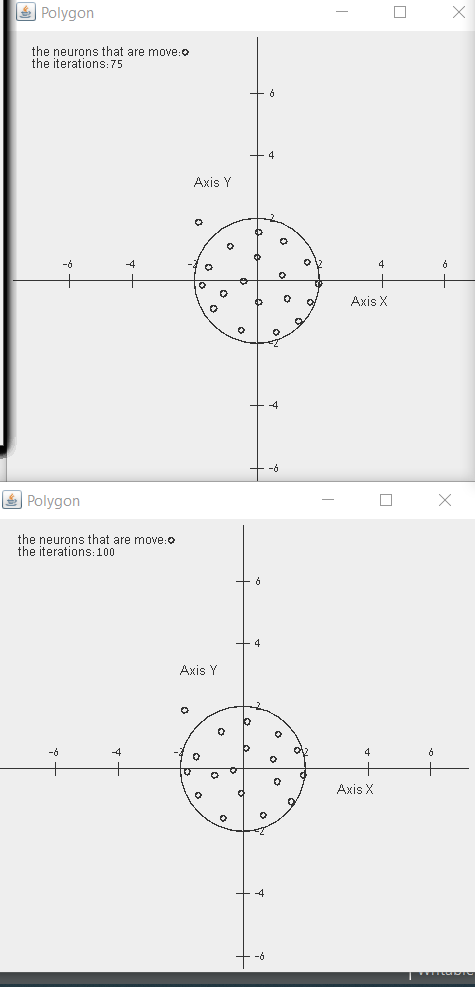 Polygon
the neurons that are move:
the iterations:75
6
4
Axis Y
2
-6 -4 -2 2 4 6
Axis X
-2
-4
-6
Polygon
the neurons that are move:
the iterations:100
6
4
Axis Y
2
-6 -4 -2 2 4 6
Axis X
-2
-4
-6